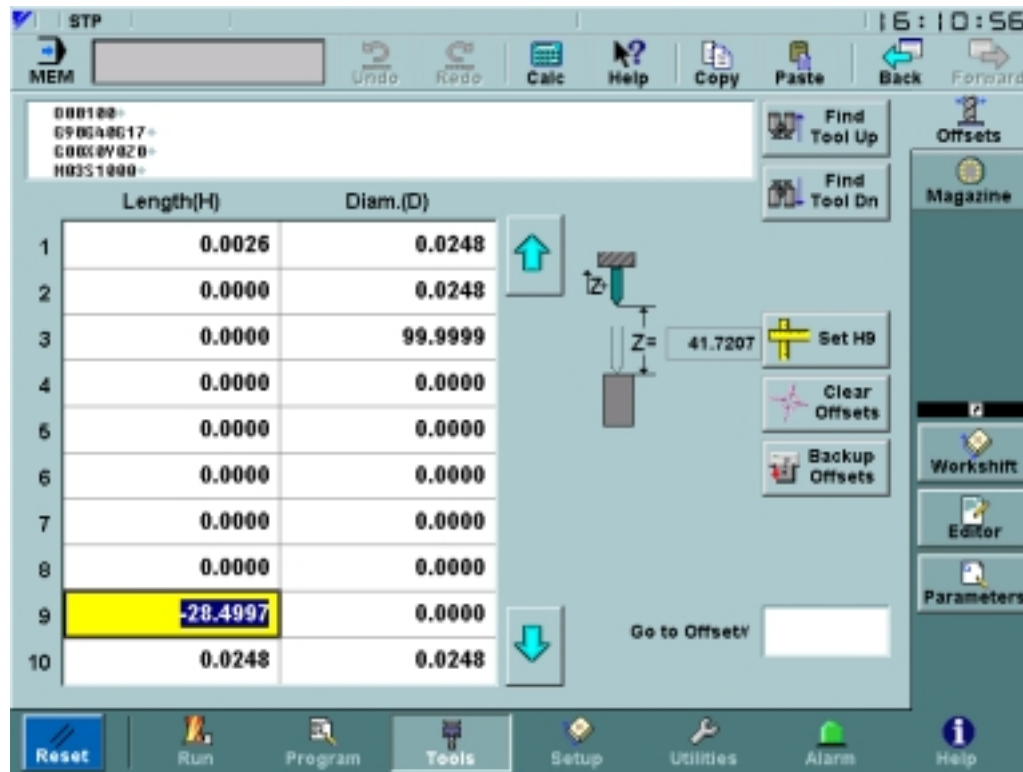 STP
16:10:56
MEM
Undo
Redo
Calc
Help
Copy
Paste
Back
Forward
G90G40G17
G00X0Y0Z0
M03S1000
Find
Tool Up
Find
Tool Dn
Offsets
Magazine
Length(H) Diam.(D)
1 0.0026 0.0248
2 0.0000 0.0248
3 0.0000 99.9999
4 0.0000 0.0000
5 0.0000 0.0000
6 0.0000 0.0000
7 0.0000 0.0000
8 0.0000 0.0000
9 -28.4997 0.0000
10 0.0248 0.0248
Z+
Z= 41.7207
Set H9
Clear
Offsets
Backup
Offsets
Workshift
Editor
Parameters
Go to Offset
Reset
Run
Program
Tools
Setup
Utilities
Alarm
Help